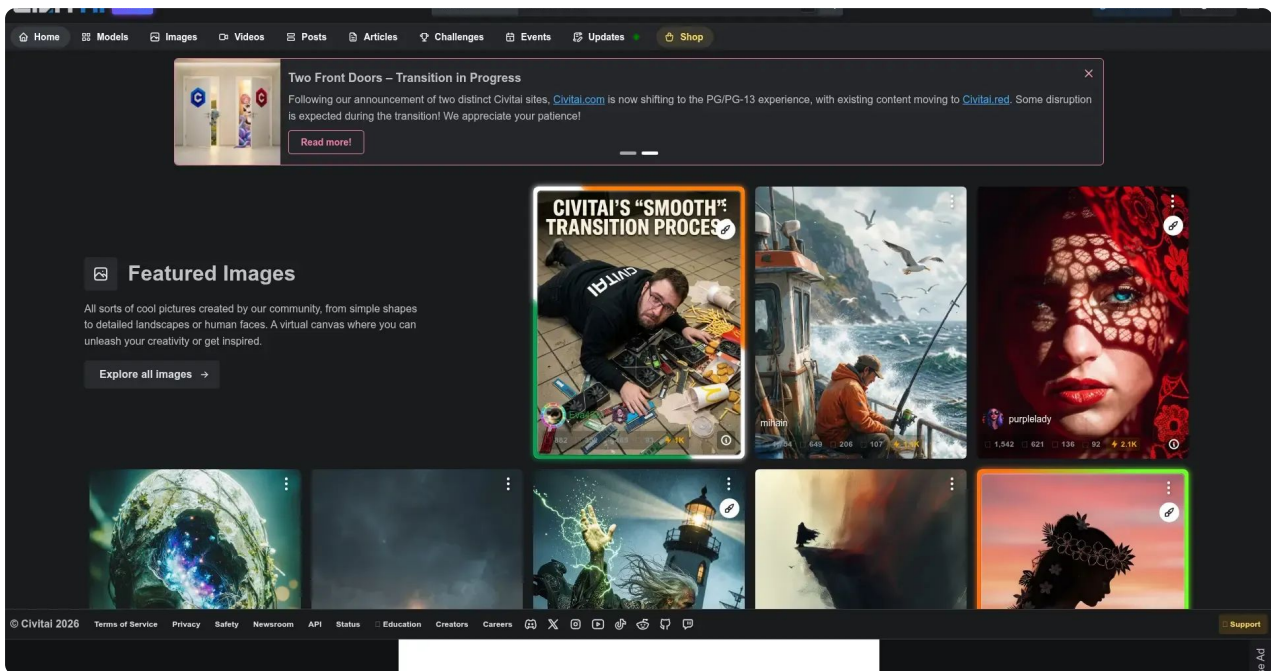 Home Models Images Videos Posts Articles Challenges Events Updates Shop
Two Front Doors – Transition in Progress
Following our announcement of two distinct Civitai sites, Civitai.com is now shifting to the PG/PG-13 experience, with existing content moving to Civitai.red. Some disruption
is expected during the transition! We appreciate your patience!
Read more!
Featured Images
All sorts of cool pictures created by our community, from simple shapes
to detailed landscapes or human faces. A virtual canvas where you can
unleash your creativity or get inspired.
Explore all images
CIVITAI'S "SMOOTH"
TRANSITION PROCES
CIVITAI
1K
mihain
649 206 107
purplelady
1,542 621 136 92 2.1K
© Civitai 2026 Terms of Service Privacy Safety Newsroom API Status Education Creators Careers Support